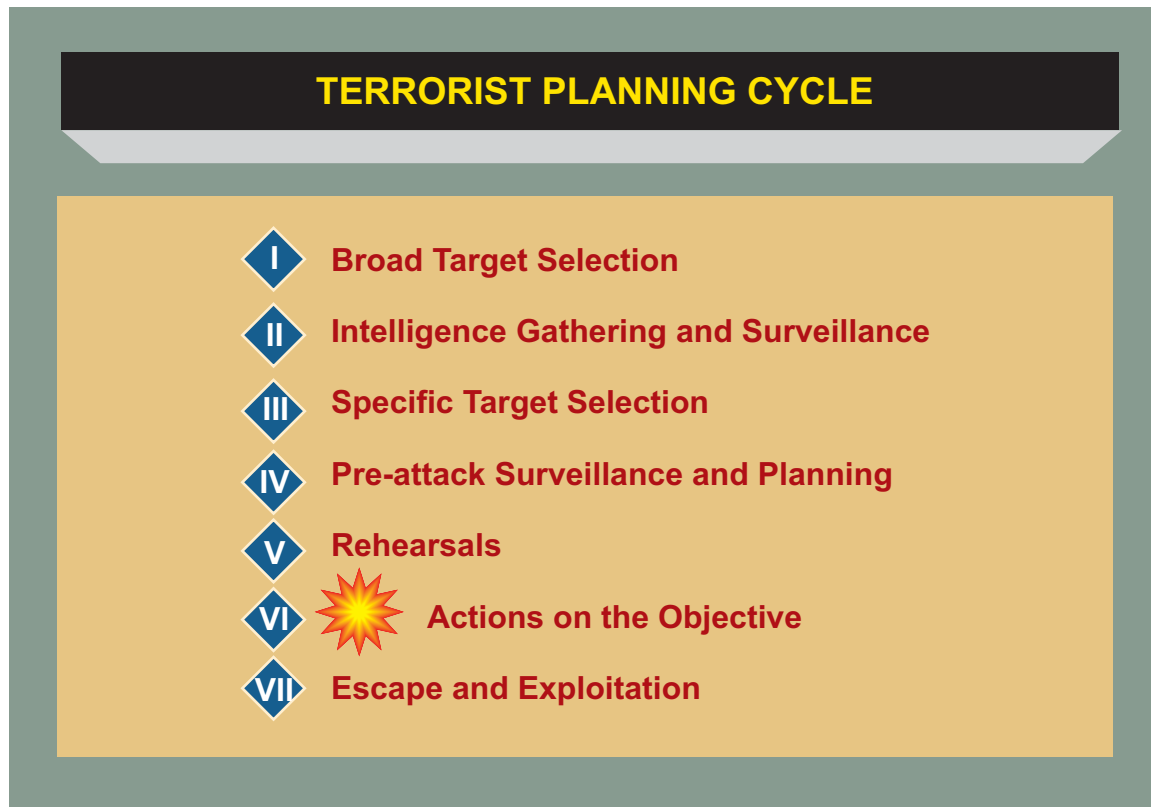 TERRORIST PLANNING CYCLE
I Broad Target Selection
II Intelligence Gathering and Surveillance
III Specific Target Selection
IV Pre-attack Surveillance and Planning
V Rehearsals
VI Actions on the Objective
VII Escape and Exploitation